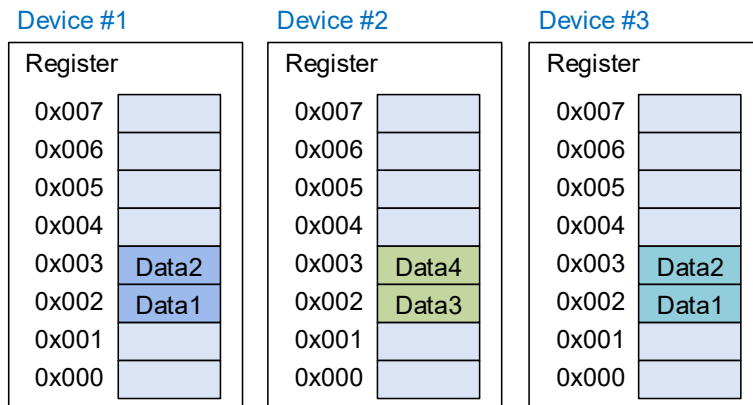 Device #1
Register
0x007
0x006
0x005
0x004
0x003 Data2
0x002 Data1
0x001
0x000
Device #2
Register
0x007
0x006
0x005
0x004
0x003 Data4
0x002 Data3
0x001
0x000
Device #3
Register
0x007
0x006
0x005
0x004
0x003 Data2
0x002 Data1
0x001
0x000